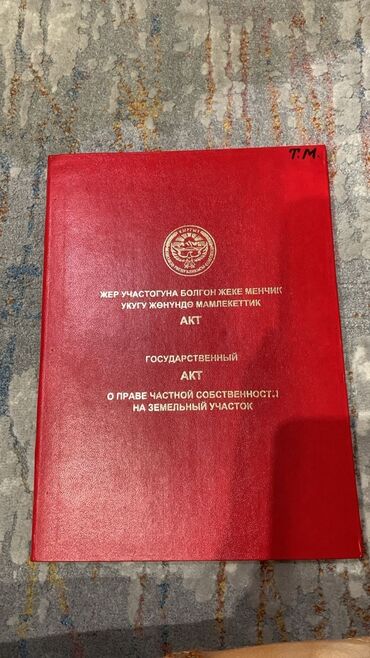 Т.М.
ЖЕР УЧАСТОГУНА БОЛГОН ЖЕКЕ МЕНЧИК
УКУГУ ЖӨНҮНДӨ МАМЛЕКЕТТИК
АКТ
ГОСУДАРСТВЕННЫЙ
АКТ
О ПРАВЕ ЧАСТНОЙ СОБСТВЕННОСТИ
НА ЗЕМЕЛЬНЫЙ УЧАСТОК